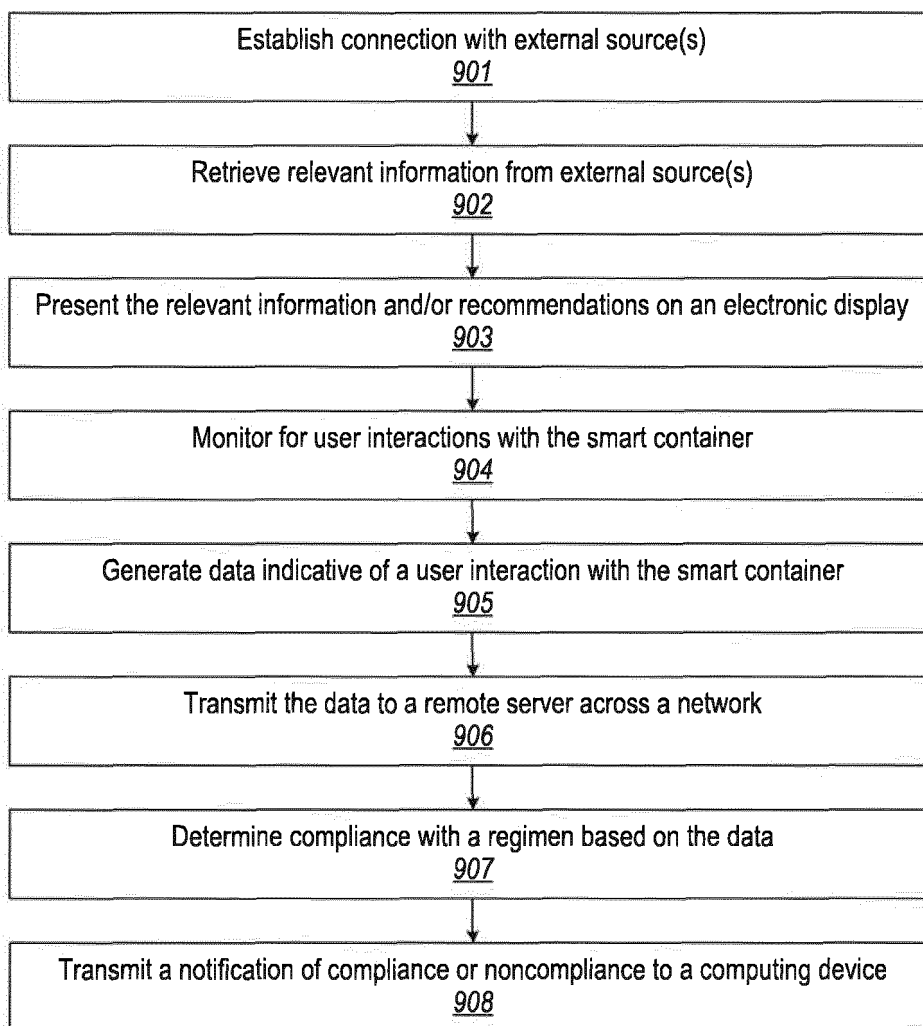 Establish connection with external source(s)
901
Retrieve relevant information from external source(s)
902
Present the relevant information and/or recommendations on an electronic display
903
Monitor for user interactions with the smart container
904
Generate data indicative of a user interaction with the smart container
905
Transmit the data to a remote server across a network
906
Determine compliance with a regimen based on the data
907
Transmit a notification of compliance or noncompliance to a computing device
908